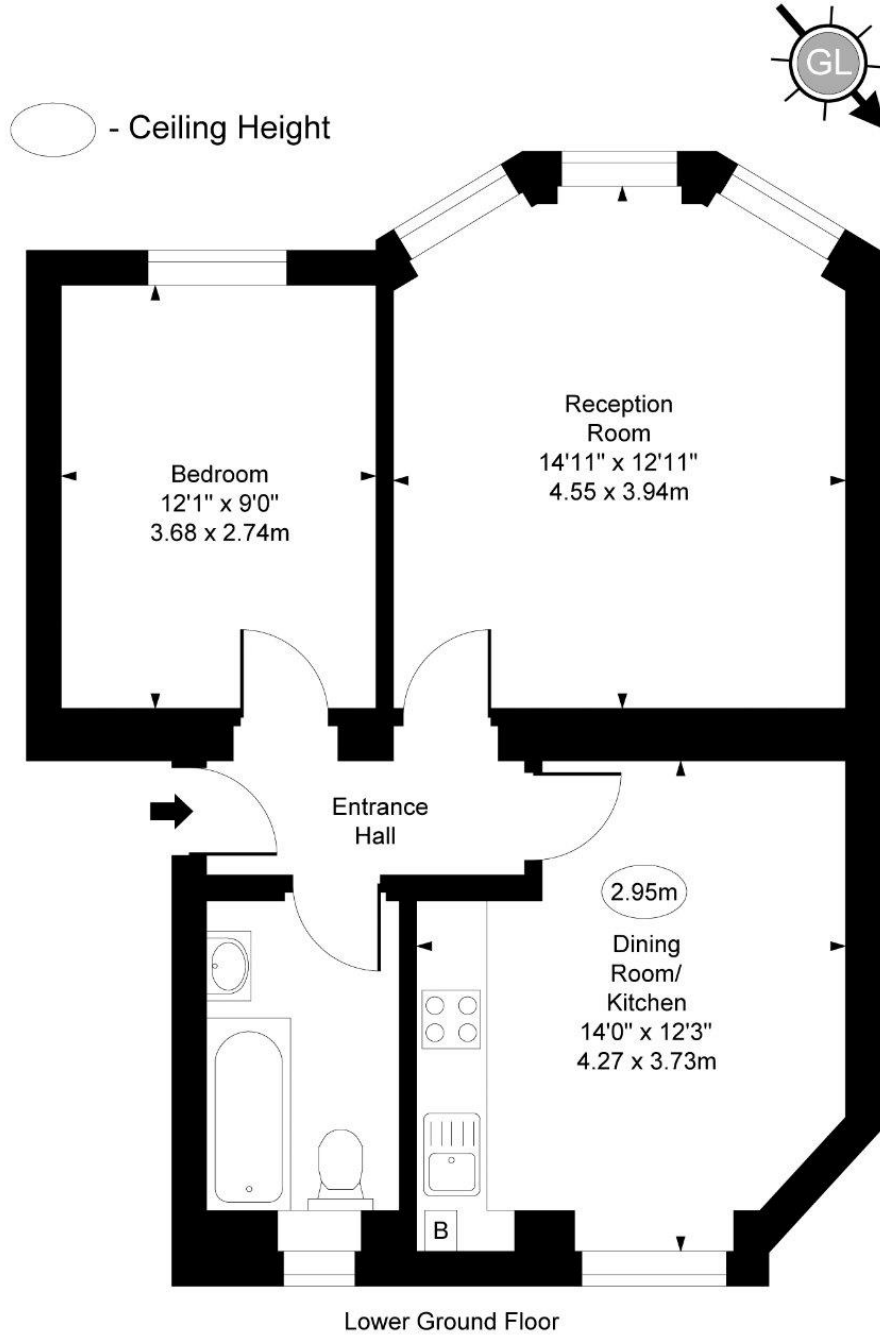 GL
- Ceiling Height
Reception
Room
14'11" x 12'11"
4.55 x 3.94m
Bedroom
12'1" x 9'0"
3.68 x 2.74m
Entrance
Hall
2.95m
Dining
Room/
Kitchen
14'0" x 12'3"
4.27 x 3.73m
B
Lower Ground Floor